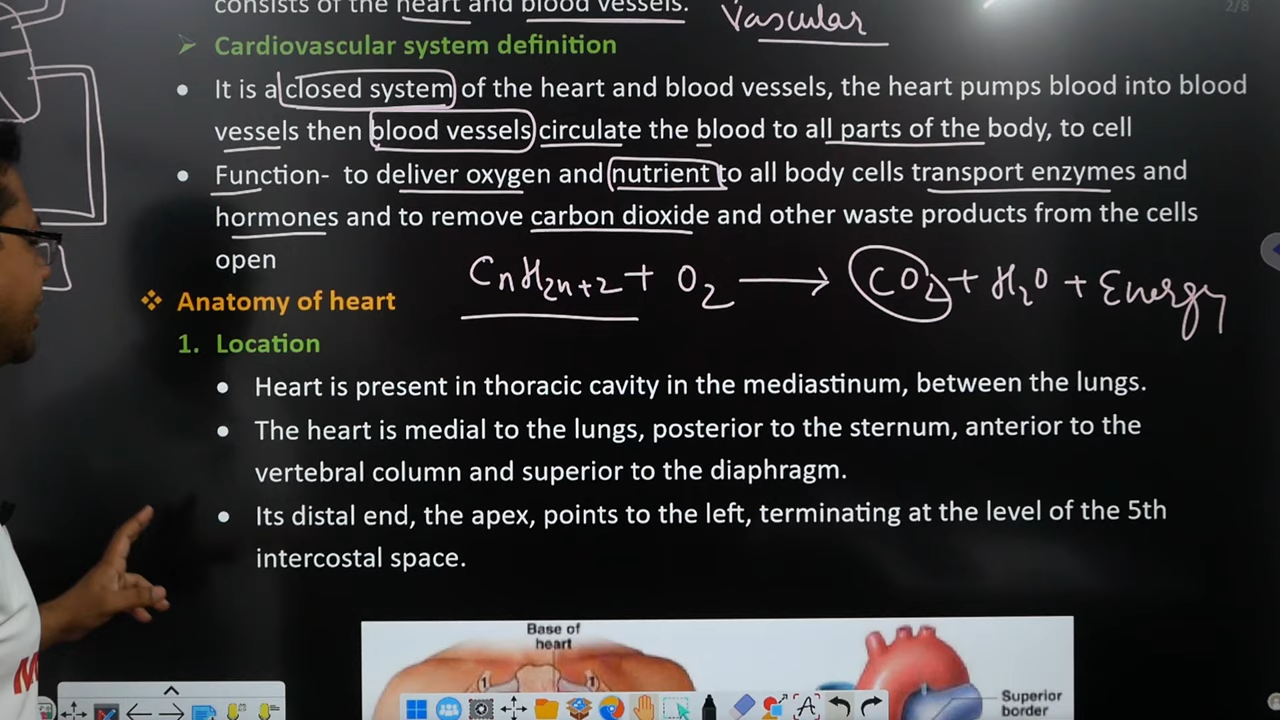 consists of the heart and blood vessels.
Vascular
2/8
➤ Cardiovascular system definition
• It is a closed system of the heart and blood vessels, the heart pumps blood into blood
vessels then blood vessels circulate the blood to all parts of the body, to cell
• Function- to deliver oxygen and nutrient to all body cells transport enzymes and
hormones and to remove carbon dioxide and other waste products from the cells
open
CnH2n+2 + O2 ⟶ CO2 + H2O + Energy
❖ Anatomy of heart
1. Location
• Heart is present in thoracic cavity in the mediastinum, between the lungs.
• The heart is medial to the lungs, posterior to the sternum, anterior to the
vertebral column and superior to the diaphragm.
• Its distal end, the apex, points to the left, terminating at the level of the 5th
intercostal space.
Base of
heart
1 1
Superior
border
M